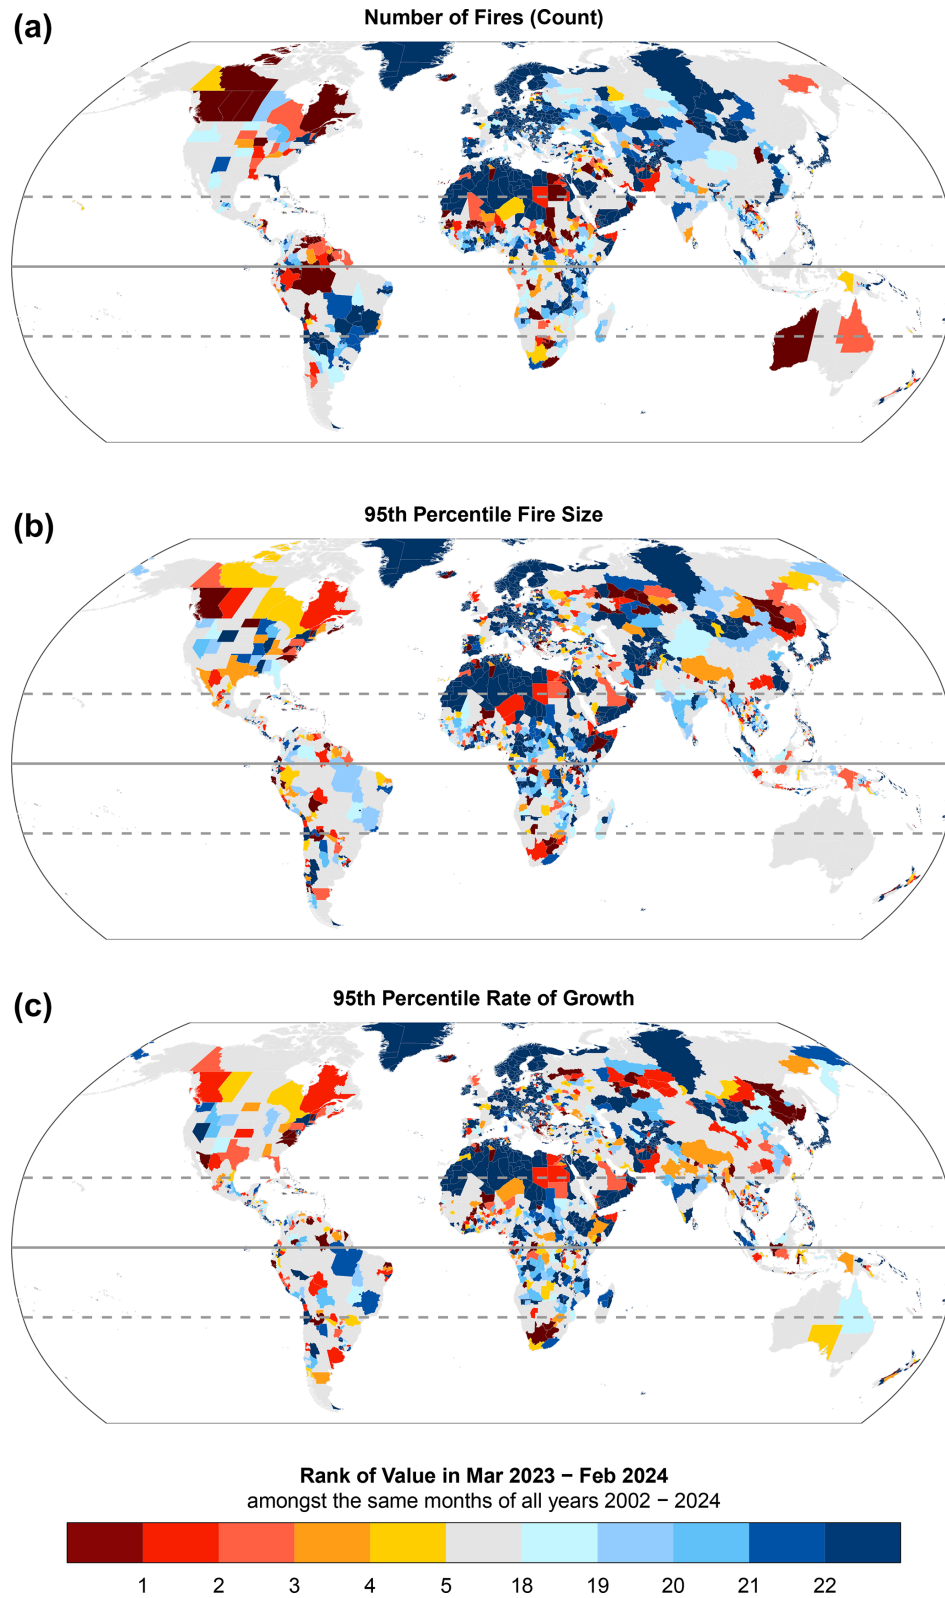 (a)
Number of Fires (Count)
(b)
95th Percentile Fire Size
(c)
95th Percentile Rate of Growth
Rank of Value in Mar 2023 − Feb 2024
amongst the same months of all years 2002 − 2024
1 2 3 4 5 18 19 20 21 22